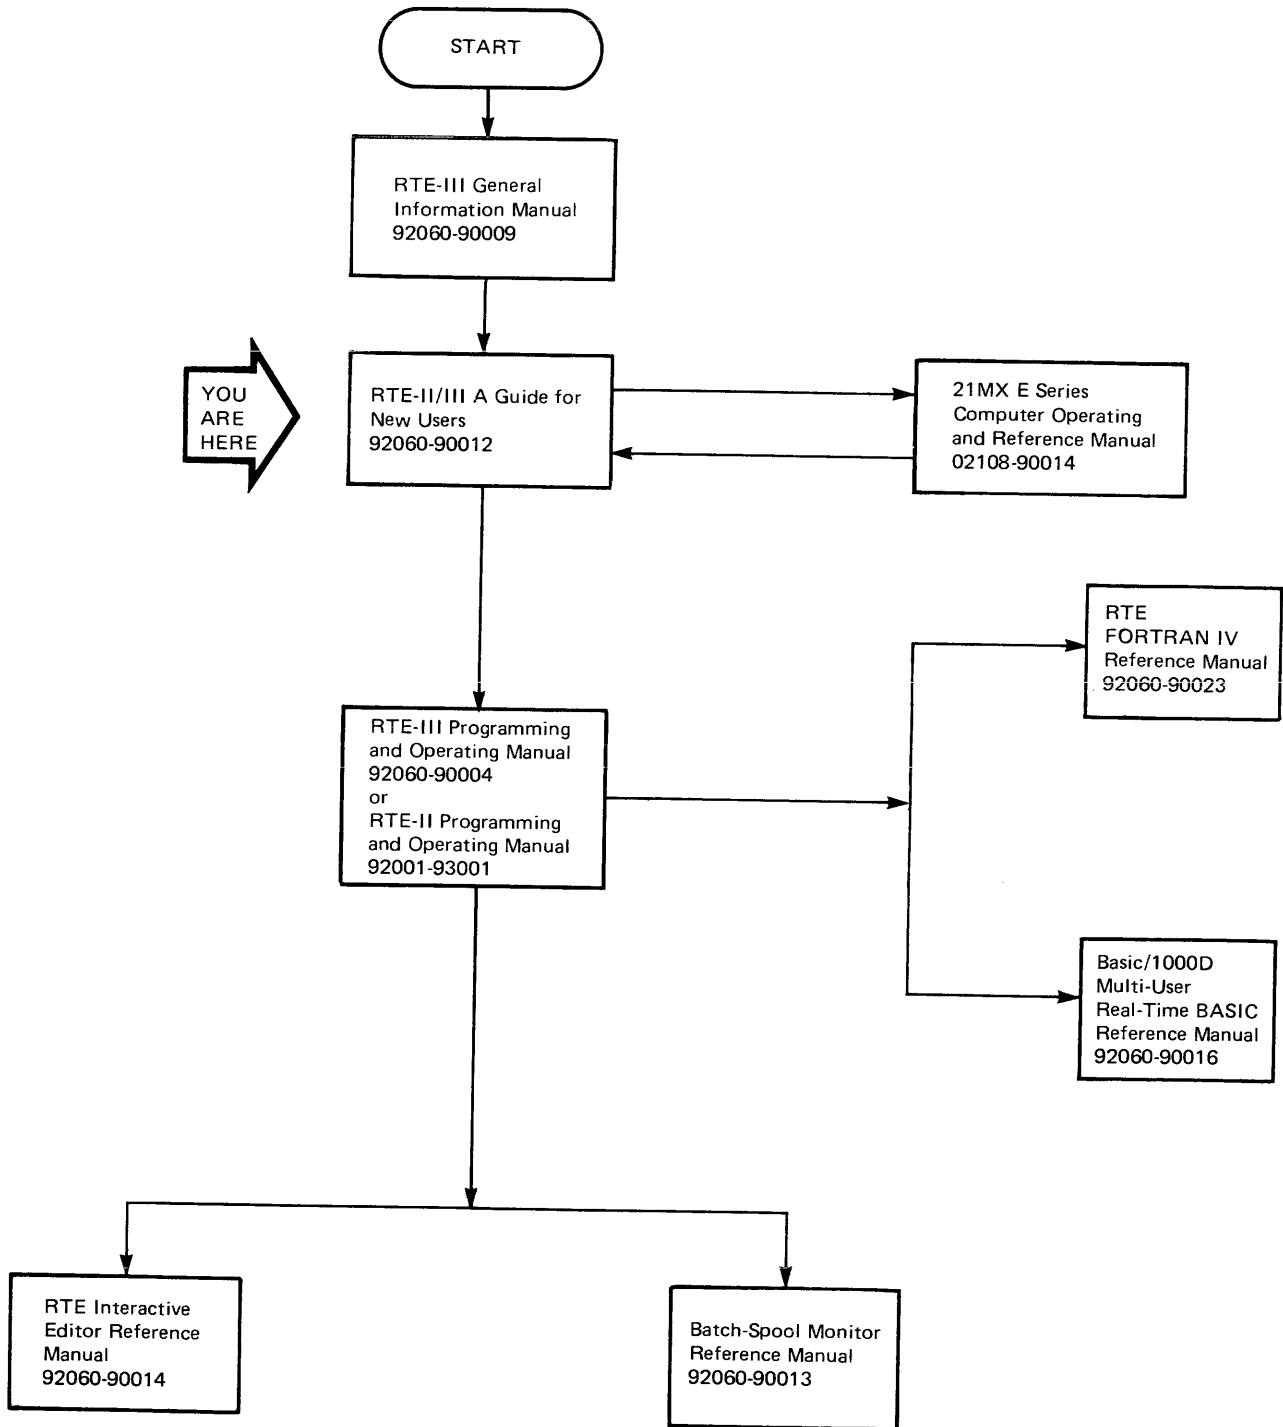 START
RTE-III General
Information Manual
92060-90009
YOU
ARE
HERE
RTE-II/III A Guide for
New Users
92060-90012
21MX E Series
Computer Operating
and Reference Manual
02108-90014
RTE
FORTRAN IV
Reference Manual
92060-90023
RTE-III Programming
and Operating Manual
92060-90004
or
RTE-II Programming
and Operating Manual
92001-93001
Basic/1000D
Multi-User
Real-Time BASIC
Reference Manual
92060-90016
RTE Interactive
Editor Reference
Manual
92060-90014
Batch-Spool Monitor
Reference Manual
92060-90013